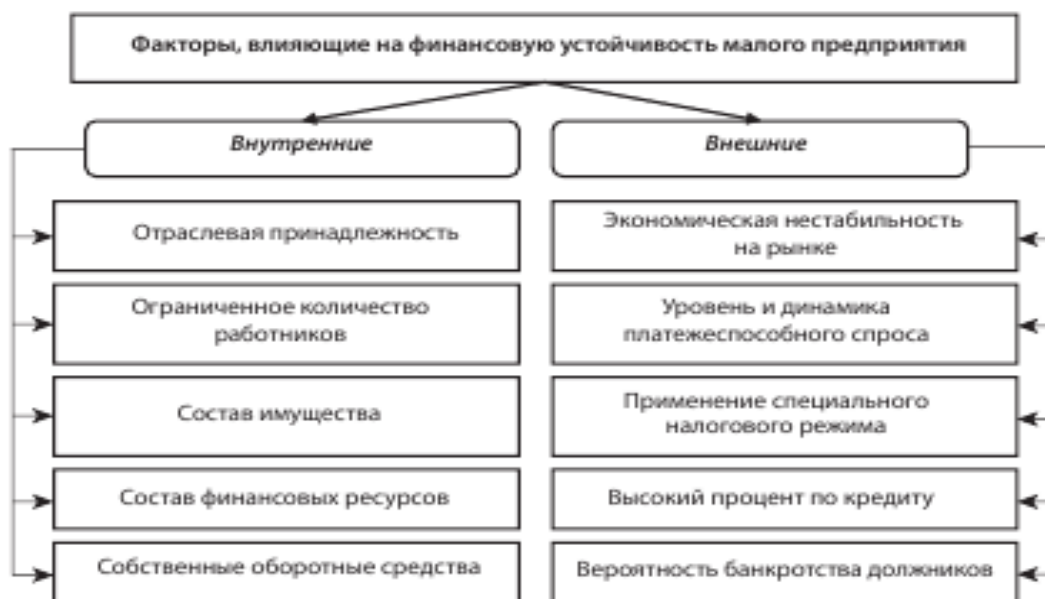 Факторы, влияющие на финансовую устойчивость малого предприятия
Внутренние
Отраслевая принадлежность
Ограниченное количество
работников
Состав имущества
Состав финансовых ресурсов
Собственные оборотные средства
Внешние
Экономическая нестабильность
на рынке
Уровень и динамика
платежеспособного спроса
Применение специального
налогового режима
Высокий процент по кредиту
Вероятность банкротства должников